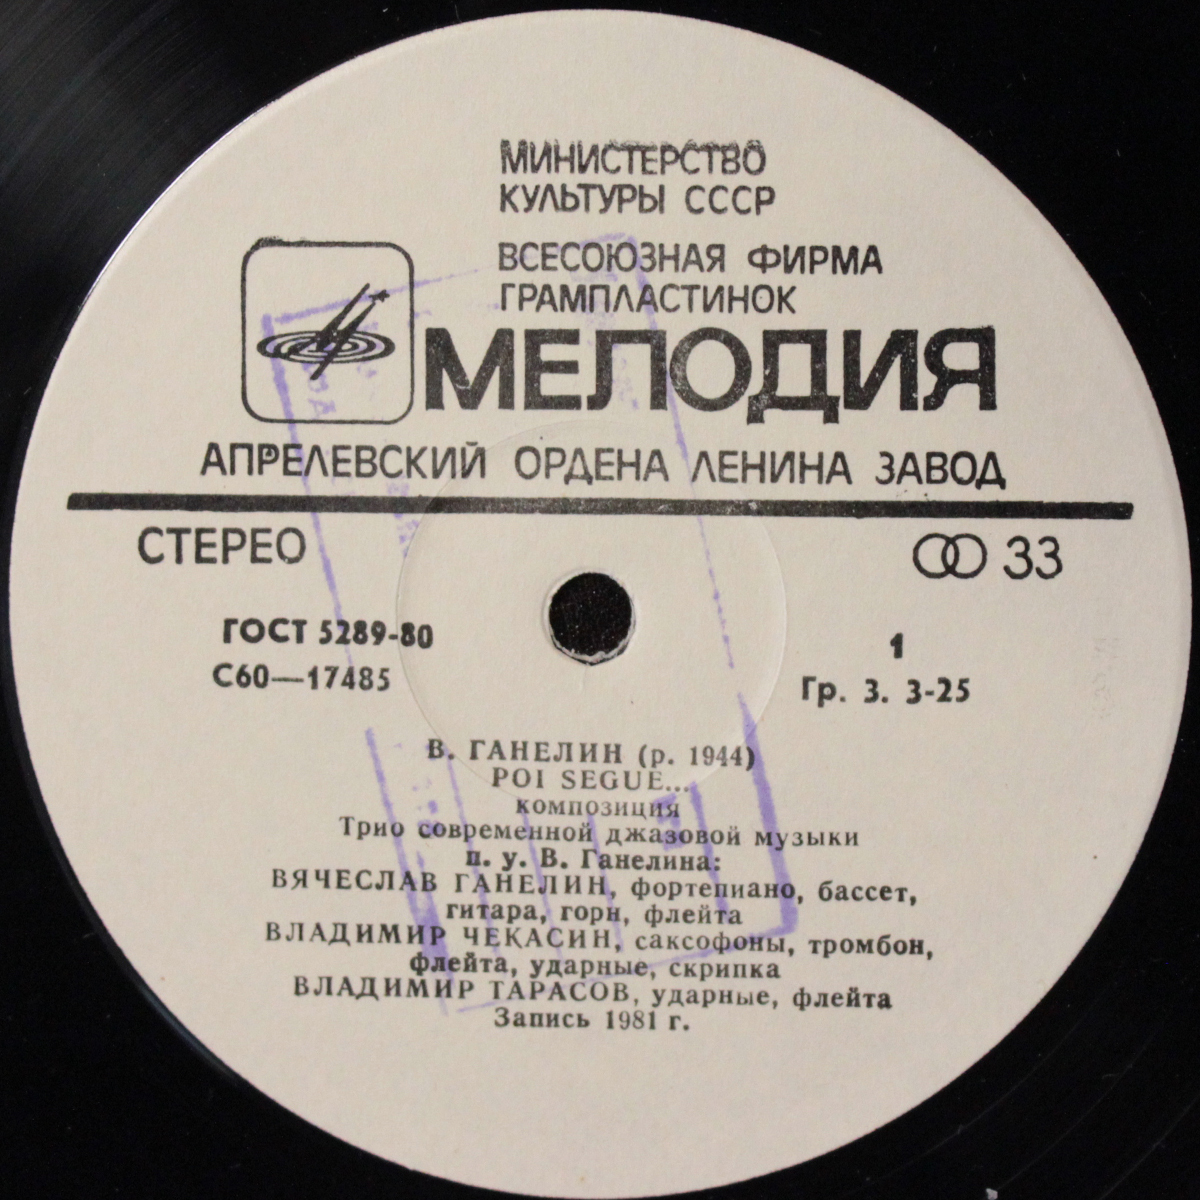 МИНИСТЕРСТВО
КУЛЬТУРЫ СССР
ВСЕСОЮЗНАЯ ФИРМА
ГРАМПЛАСТИНОК
МЕЛОДИЯ
АПРЕЛЕВСКИЙ ОРДЕНА ЛЕНИНА ЗАВОД
СТЕРЕО
33
ГОСТ 5289-80
С60—17485
1
Гр. 3. 3-25
В. ГАНЕЛИН (р. 1944)
POI SEGUE...
композиция
Трио современной джазовой музыки
п. у. В. Ганелина:
ВЯЧЕСЛАВ ГАНЕЛИН, фортепиано, бассет,
гитара, горн, флейта
ВЛАДИМИР ЧЕКАСИН, саксофоны, тромбон,
флейта, ударные, скрипка
ВЛАДИМИР ТАРАСОВ, ударные, флейта
Запись 1981 г.